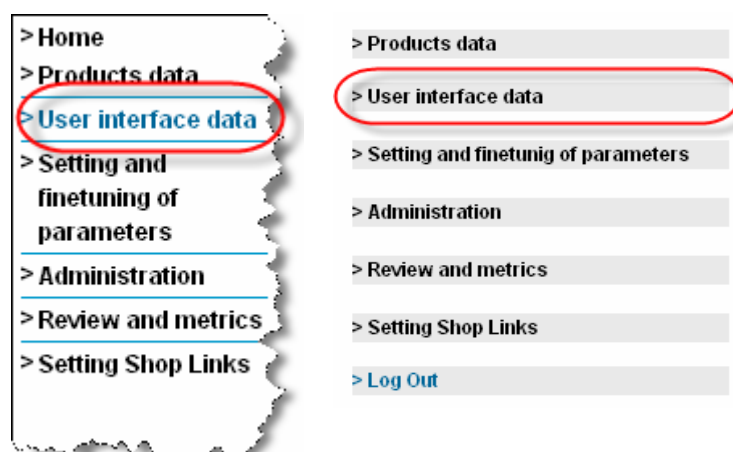 > Home
> Products data
> User interface data
> Setting and
finetuning of
parameters
> Administration
> Review and metrics
> Setting Shop Links
> Products data
> User interface data
> Setting and finetunig of parameters
> Administration
> Review and metrics
> Setting Shop Links
> Log Out